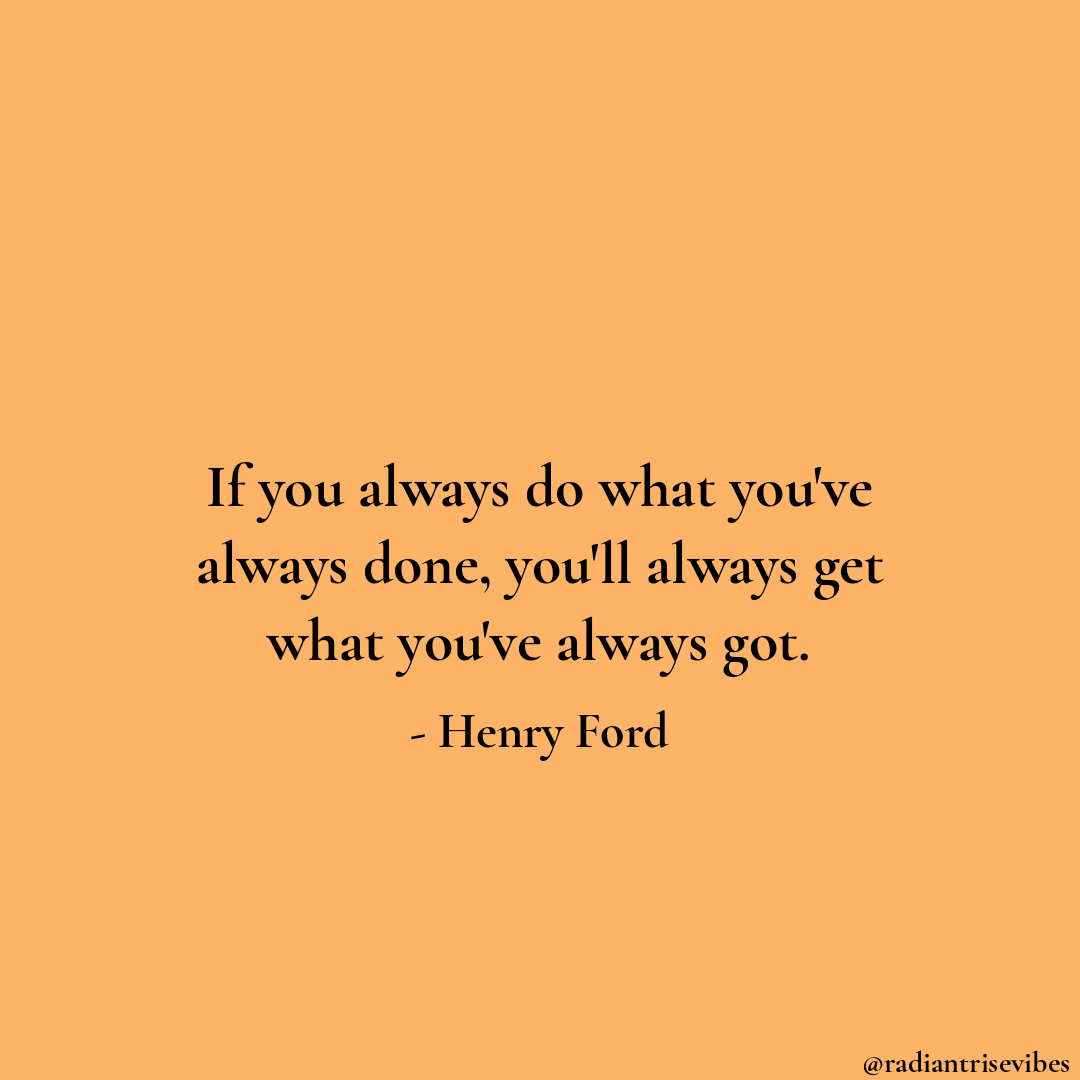 If you always do what you've
always done, you'll always get
what you've always got.
- Henry Ford
@radiantrisevibes